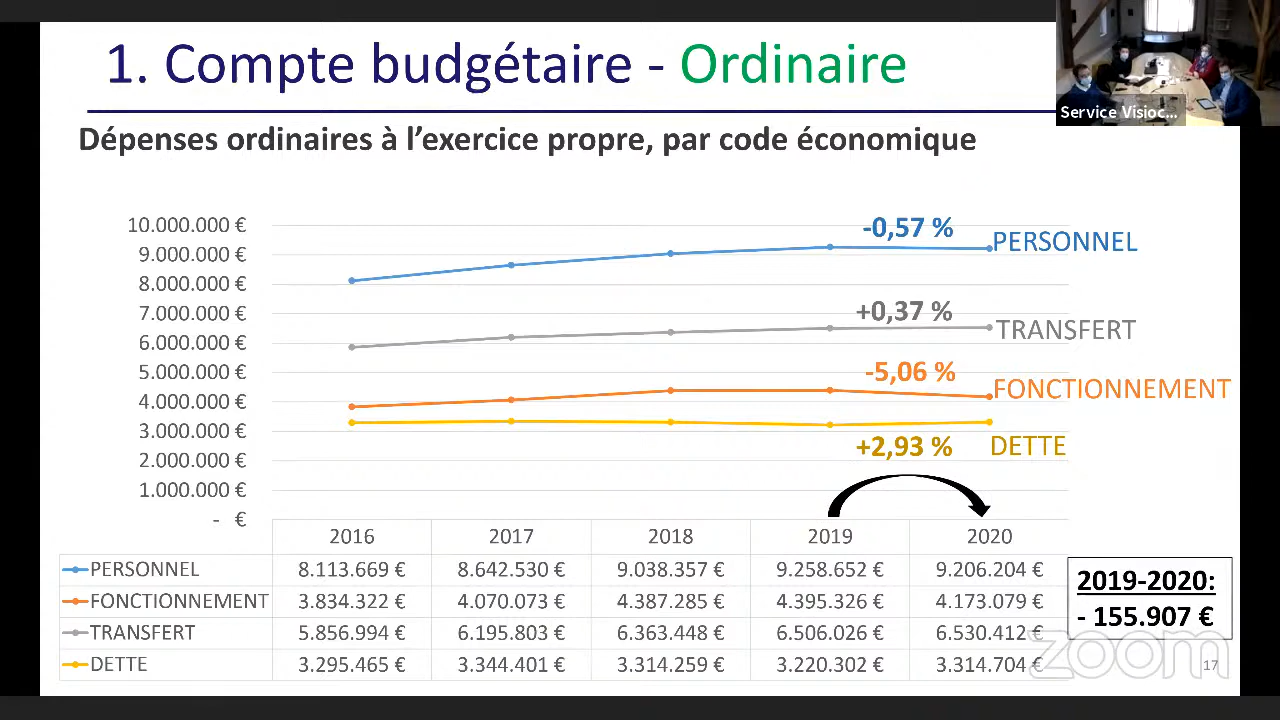 1. Compte budgétaire - Ordinaire
Service Visioc...
Dépenses ordinaires à l’exercice propre, par code économique
10.000.000 €
9.000.000 €
8.000.000 €
7.000.000 €
6.000.000 €
5.000.000 €
4.000.000 €
3.000.000 €
2.000.000 €
1.000.000 €
- €
-0,57 %
PERSONNEL
+0,37 %
TRANSFERT
-5,06 %
FONCTIONNEMENT
+2,93 %
DETTE
2016 2017 2018 2019 2020
PERSONNEL 8.113.669 € 8.642.530 € 9.038.357 € 9.258.652 € 9.206.204 €
FONCTIONNEMENT 3.834.322 € 4.070.073 € 4.387.285 € 4.395.326 € 4.173.079 €
TRANSFERT 5.856.994 € 6.195.803 € 6.363.448 € 6.506.026 € 6.530.412 €
DETTE 3.295.465 € 3.344.401 € 3.314.259 € 3.220.302 € 3.314.704 €
2019-2020:
- 155.907 €
zoom
17